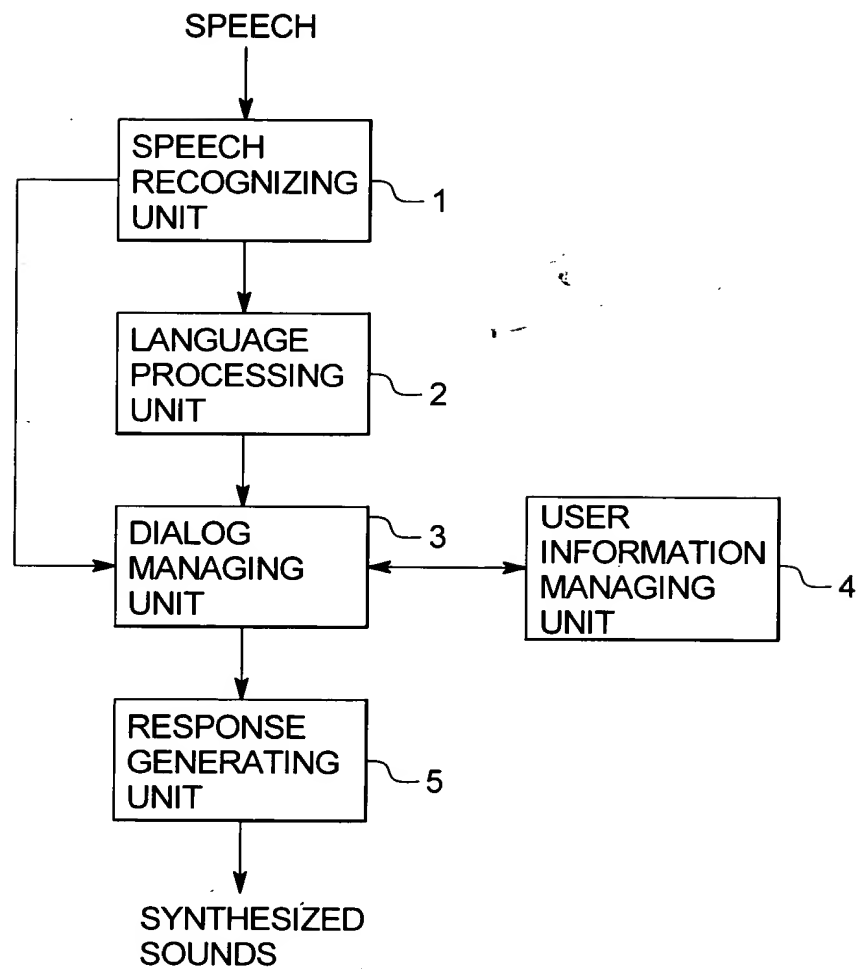 SPEECH
SPEECH
RECOGNIZING
UNIT
1
LANGUAGE
PROCESSING
UNIT
2
DIALOG
MANAGING
UNIT
3
USER
INFORMATION
MANAGING
UNIT
4
RESPONSE
GENERATING
UNIT
5
SYNTHESIZED
SOUNDS